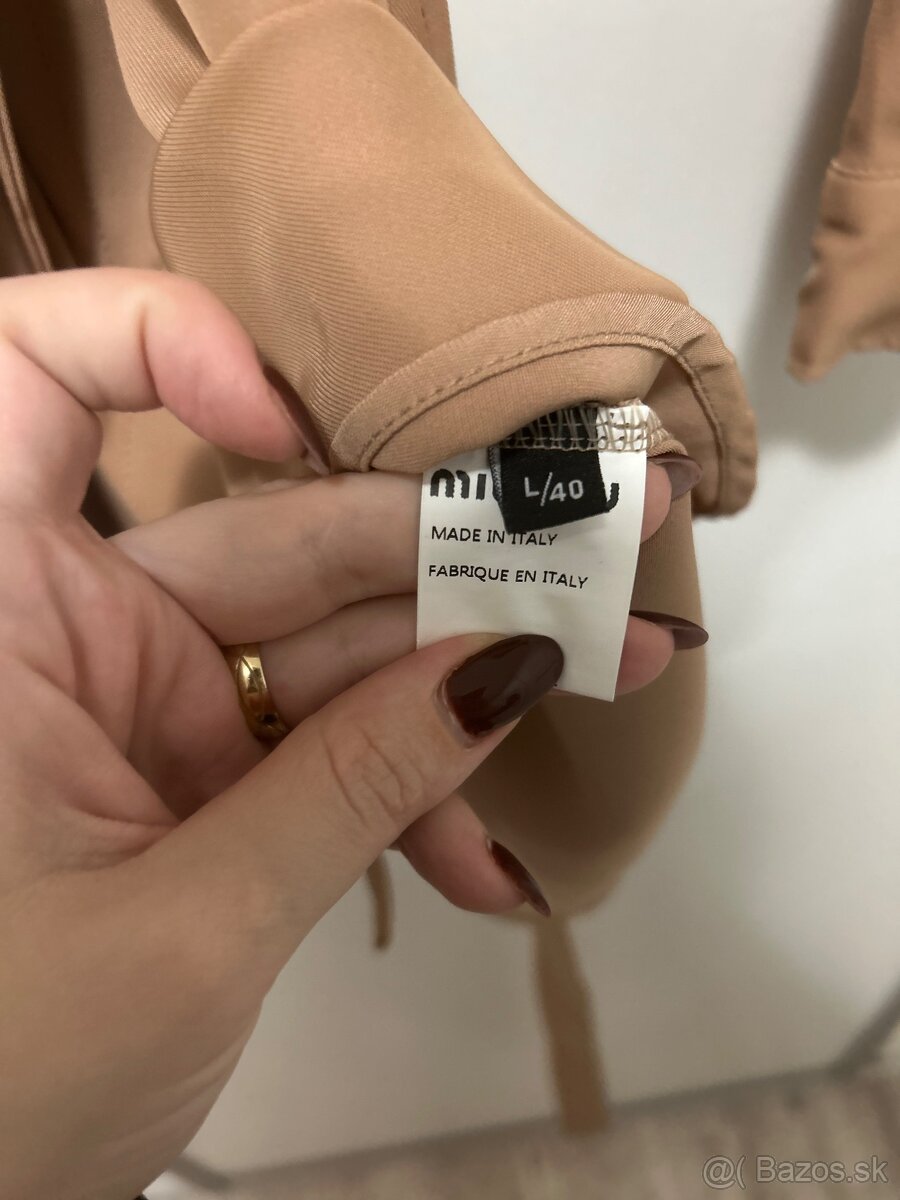 L/40
MADE IN ITALY
FABRIQUE EN ITALY
@( Bazos.sk